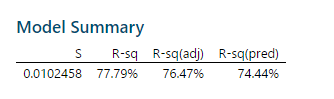 Model Summary
S R-sq R-sq(adj) R-sq(pred)
0.0102458 77.79% 76.47% 74.44%